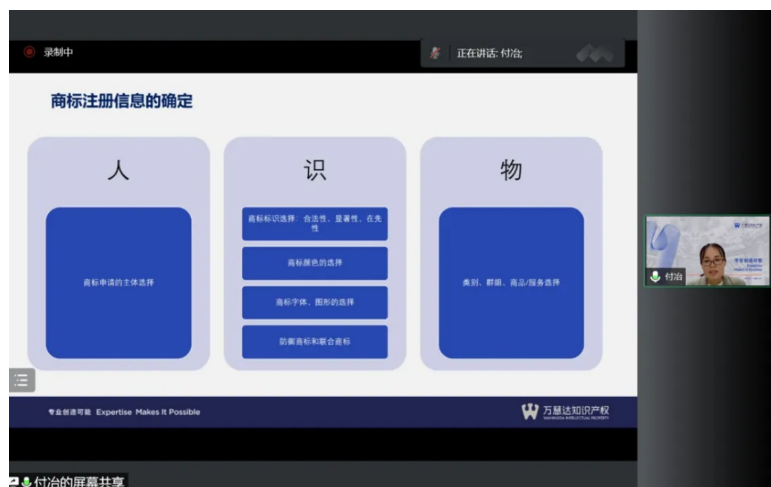 录制中
正在讲话: 付冶;
商标注册信息的确定
人
识
物
商标申请的主体选择
商标标识选择：合法性、显著性、在先
性
商标颜色的选择
商标字体、图形的选择
防御商标和联合商标
类别、群组、商品/服务选择
付冶
专业创造可能 Expertise Makes It Possible
万慧达知识产权
付冶的屏幕共享